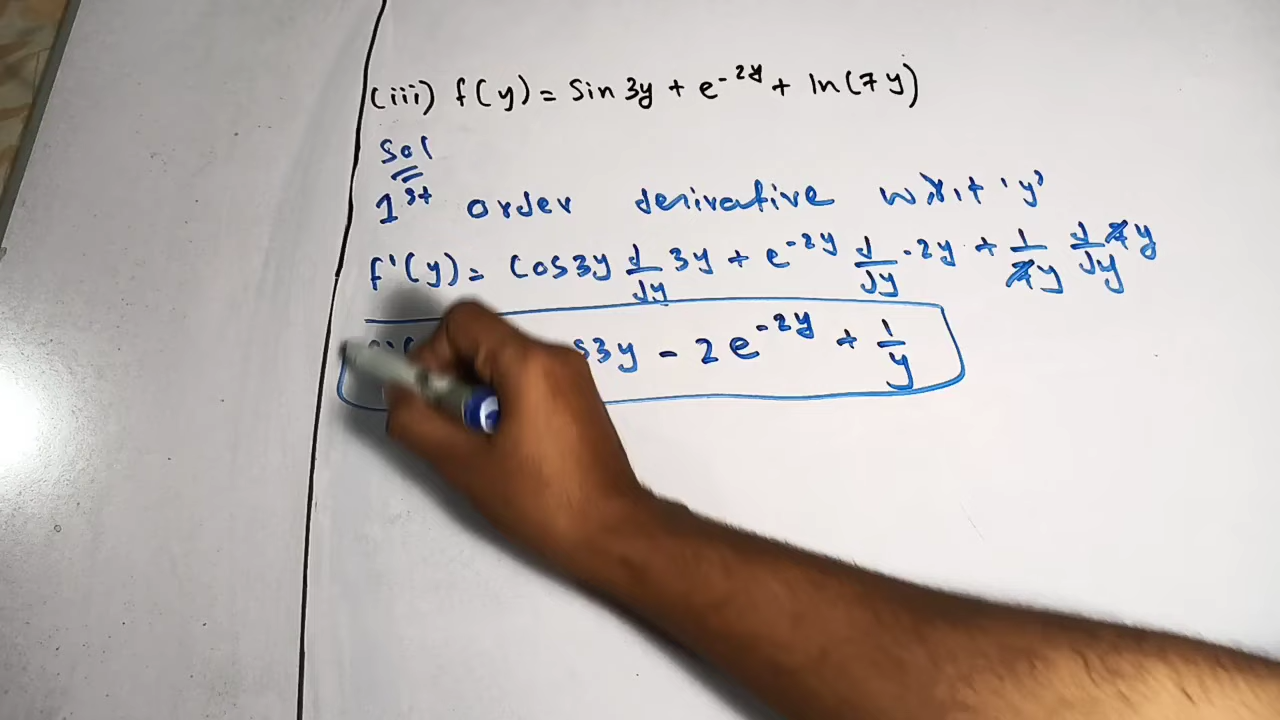 (iii) f(y) = Sin 3y + e^-2y + ln(7y)
Sol
1st order derivative w.r.t 'y'
f'(y) = Cos3y d/dy 3y + e^-2y d/dy -2y + 1/7y d/dy 7y
s3y - 2e^-2y + 1/y